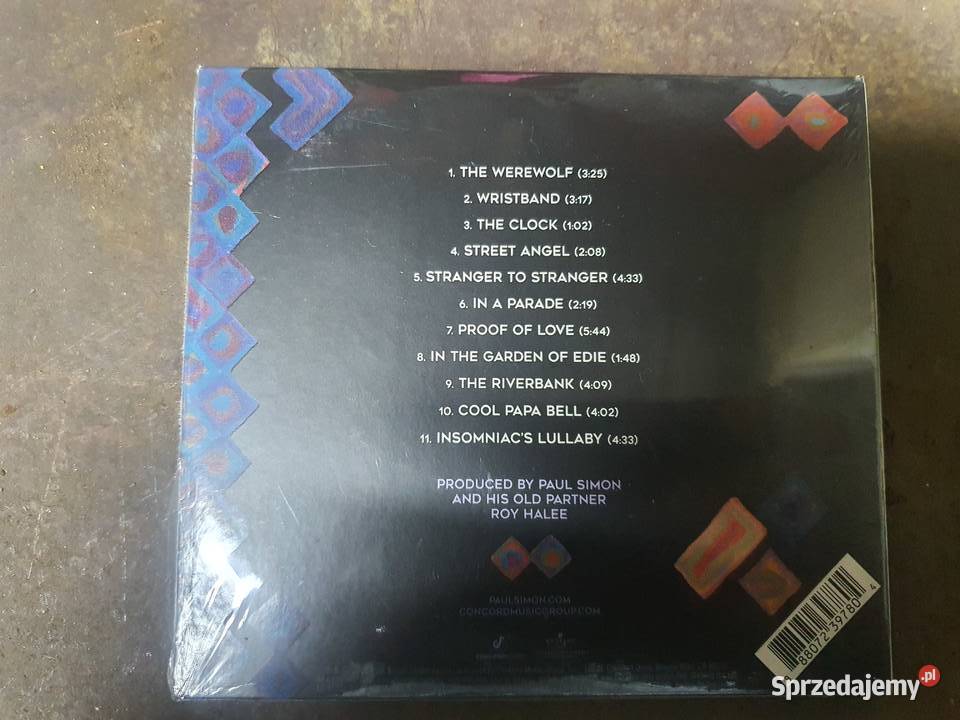 1. THE WEREWOLF (3:25)
2. WRISTBAND (3:17)
3. THE CLOCK (1:02)
4. STREET ANGEL (2:08)
5. STRANGER TO STRANGER (4:33)
6. IN A PARADE (2:19)
7. PROOF OF LOVE (5:44)
8. IN THE GARDEN OF EDIE (1:48)
9. THE RIVERBANK (4:09)
10. COOL PAPA BELL (4:02)
11. INSOMNIAC'S LULLABY (4:33)
PRODUCED BY PAUL SIMON
AND HIS OLD PARTNER
ROY HALEE
PAULSIMON.COM
CONCORDMUSICGROUP.COM
88072 39780 4
Sprzedajemy.pl